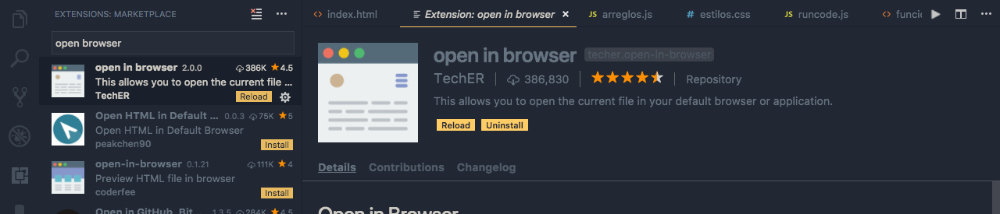 EXTENSIONS: MARKETPLACE
open browser
open in browser 2.0.0 386K 4.5
This allows you to open the current file ...
TechER Reload
Open HTML in Default ... 0.0.3 75K 5
Open HTML in Default Browser
peakchen90 Install
open-in-browser 0.1.21 111K 4
Preview HTML file in browser
coderfee Install
Open in GitHub, Bit 1.3.5 284K 4.5
<> index.html
Extension: open in browser ×
JS arreglos.js
# estilos.css
JS runcode.js
<> funcio
open in browser techer.open-in-browser
TechER 386,830 Repository
This allows you to open the current file in your default browser or application.
Reload Uninstall
Details Contributions Changelog
Open in Browser